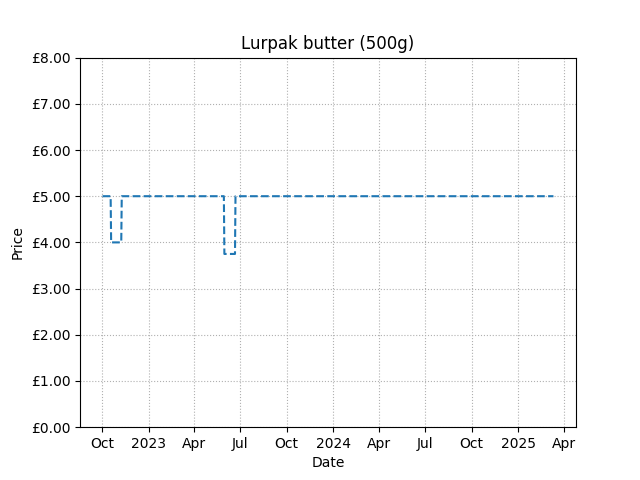 Lurpak butter (500g)
£8.00
£7.00
£6.00
£5.00
£4.00
£3.00
£2.00
£1.00
£0.00
Price
Oct 2023 Apr Jul Oct 2024 Apr Jul Oct 2025 Apr
Date